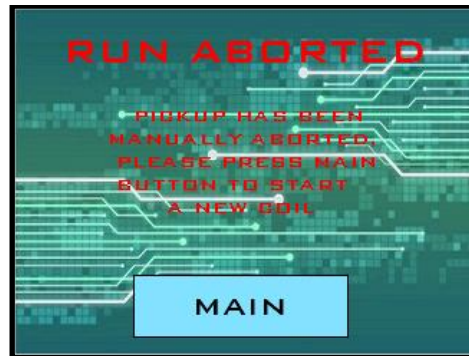 RUN ABORTED
PICKUP HAS BEEN
MANUALLY ABORTED,
PLEASE PRESS MAIN
BUTTON TO START
A NEW COIL
MAIN